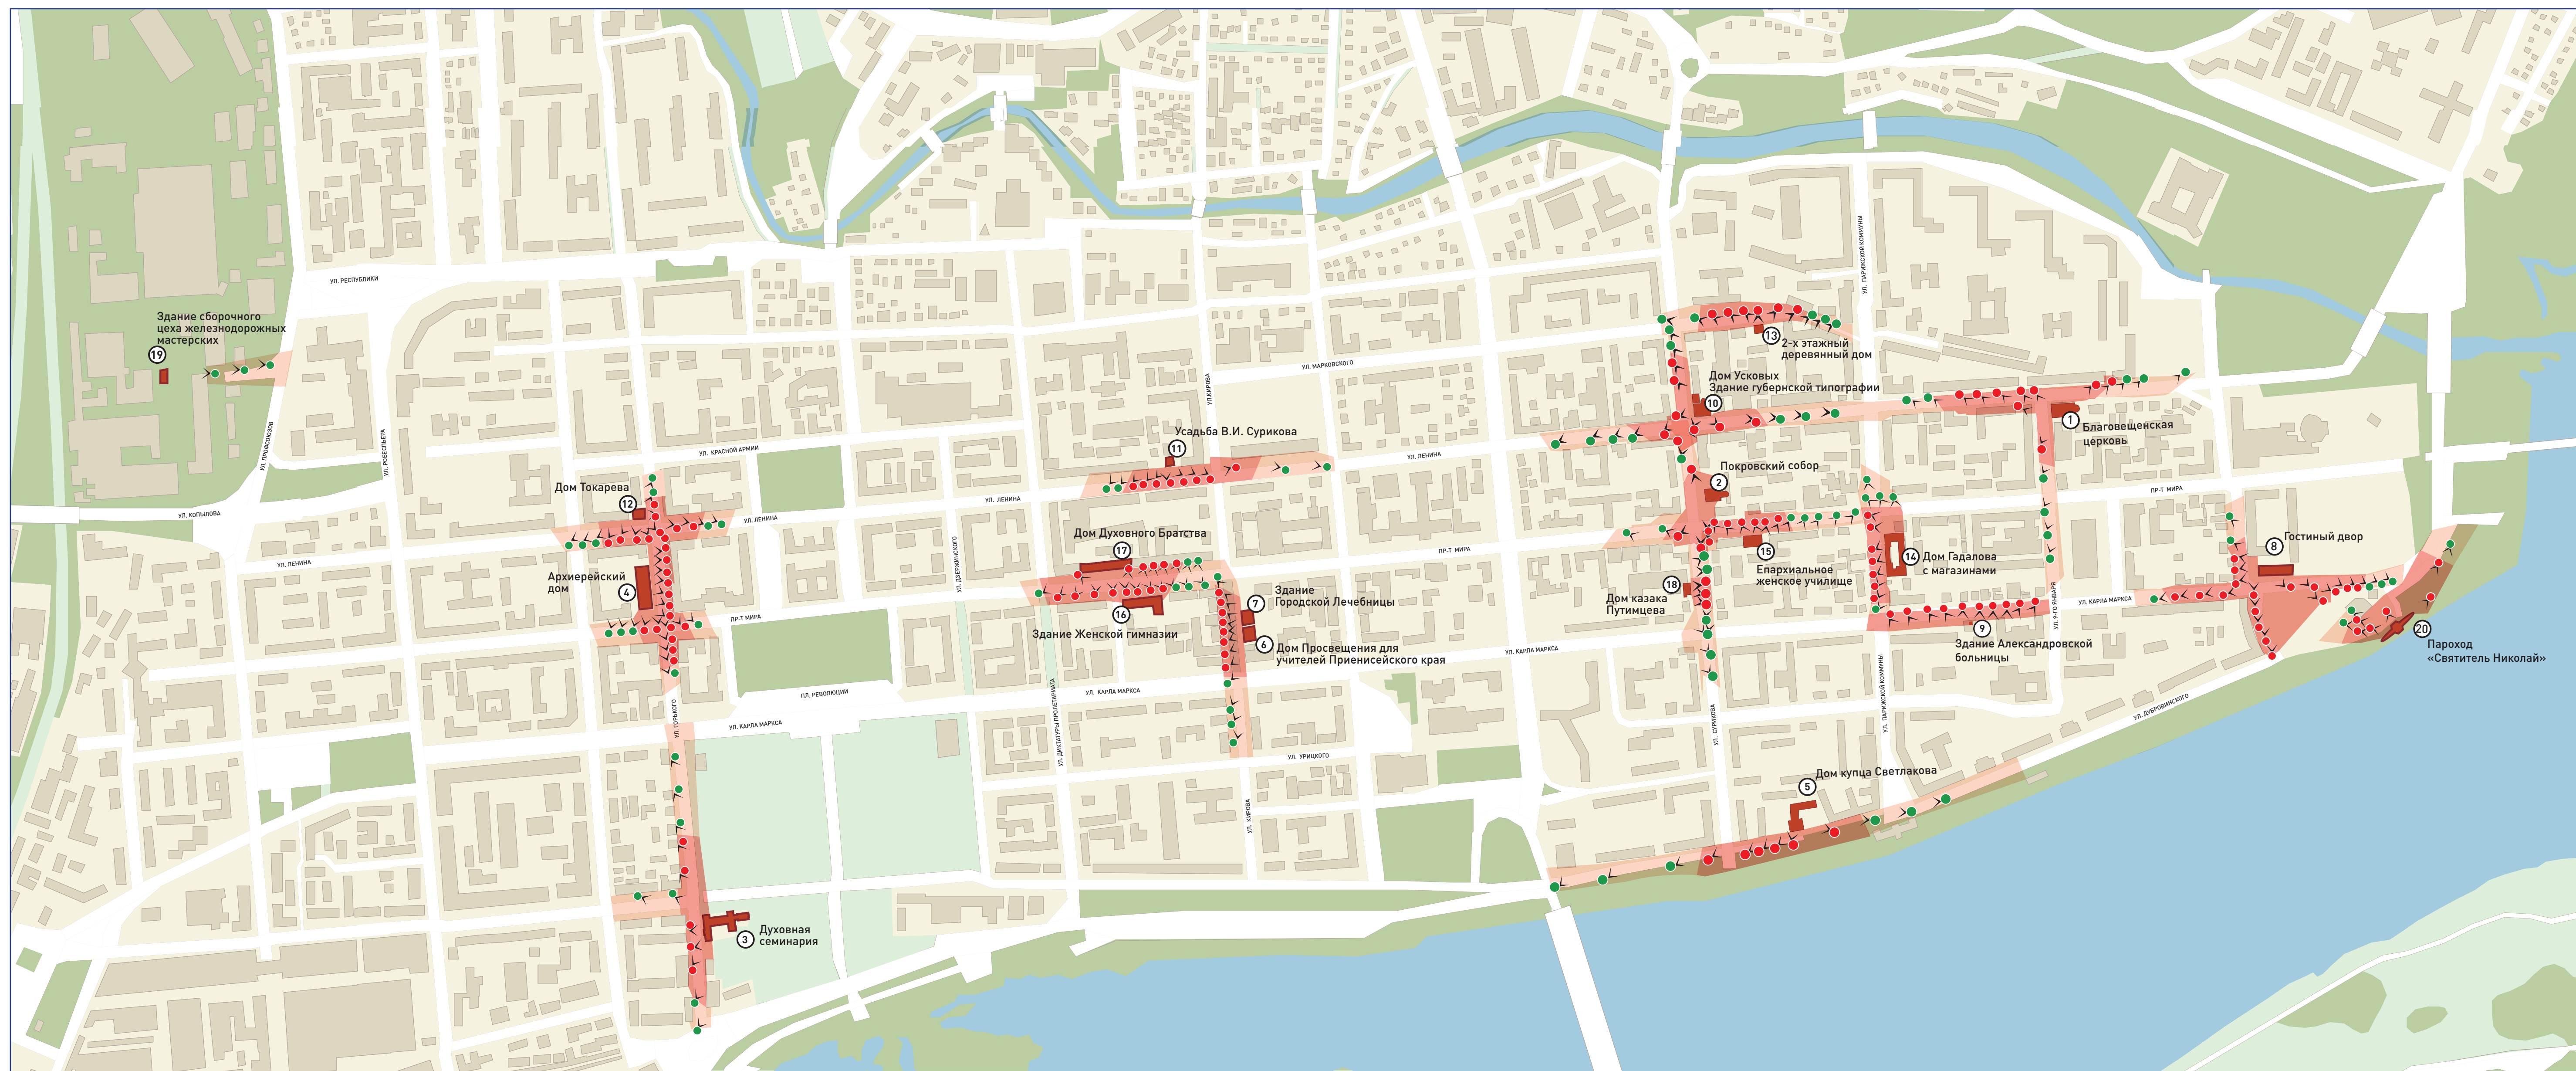 УЛ. ПАРИЖСКОЙ КОММУНЫ
УЛ. РЕСПУБЛИКИ
Здание сборочного
цеха железнодорожных
мастерских
19
13
2-х этажный
деревянный дом
УЛ. МАРКОВСКОГО
УЛ.КИРОВА
Дом Усковых
Здание губернской типографии
10
1
Благовещенская
церковь
УЛ. ПРОФСОЮЗОВ
УЛ. РОБЕСПЬЕРА
УЛ. КРАСНОЙ АРМИИ
Усадьба В.И. Сурикова
11
УЛ. ЛЕНИНА
Покровский собор
2
Дом Токарева
12
УЛ. ЛЕНИНА
ПР-Т МИРА
УЛ. КОПЫЛОВА
УЛ. ЛЕНИНА
УЛ. ЛЕНИНА
Дом Духовного Братства
17
УЛ. ДЗЕРЖИНСКОГО
ПР-Т МИРА
15
Епархиальное
женское училище
14
Дом Гадалова
с магазинами
8
Гостиный двор
Архиерейский
дом
4
18
Дом казака
Путимцева
7
Здание
Городской Лечебницы
16
Здание Женской гимназии
6
Дом Просвещения для
учителей Приенисейского края
УЛ. 9-ГО ЯНВАРЯ
УЛ. КАРЛА МАРКСА
ПР-Т МИРА
9
Здание Александровской
больницы
20
Пароход
«Святитель Николай»
УЛ. КАРЛА МАРКСА
УЛ. ПАРИЖСКОЙ КОММУНЫ
УЛ. ГОРЬКОГО
ПЛ. РЕВОЛЮЦИИ
УЛ. КАРЛА МАРКСА
УЛ. ДИКТАТУРЫ ПРОЛЕТАРИАТА
УЛ. КАРЛА МАРКСА
УЛ. СУРИКОВА
УЛ. ДУБРОВИНСКОГО
УЛ. УРИЦКОГО
УЛ. КИРОВА
5
Дом купца Светлакова
3
Духовная
семинария